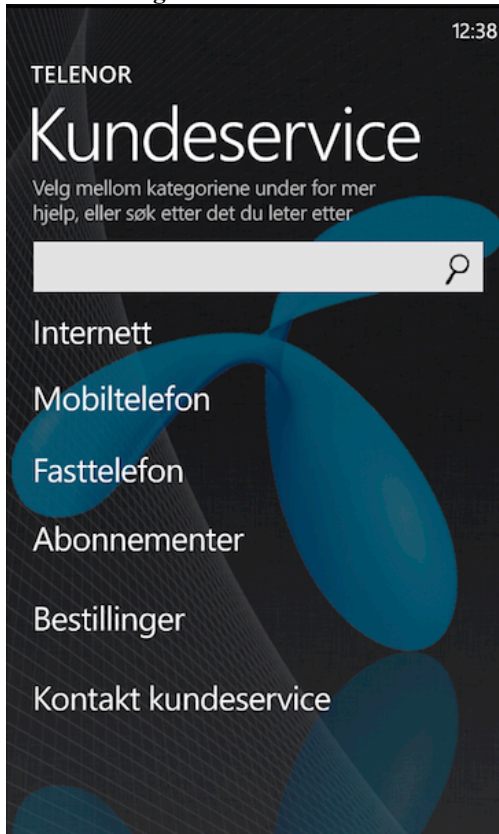 12:38
TELENOR
Kundeservice
Velg mellom kategoriene under for mer
hjelp, eller søk etter det du leter etter
Internett
Mobiltelefon
Fasttelefon
Abonnementer
Bestillinger
Kontakt kundeservice